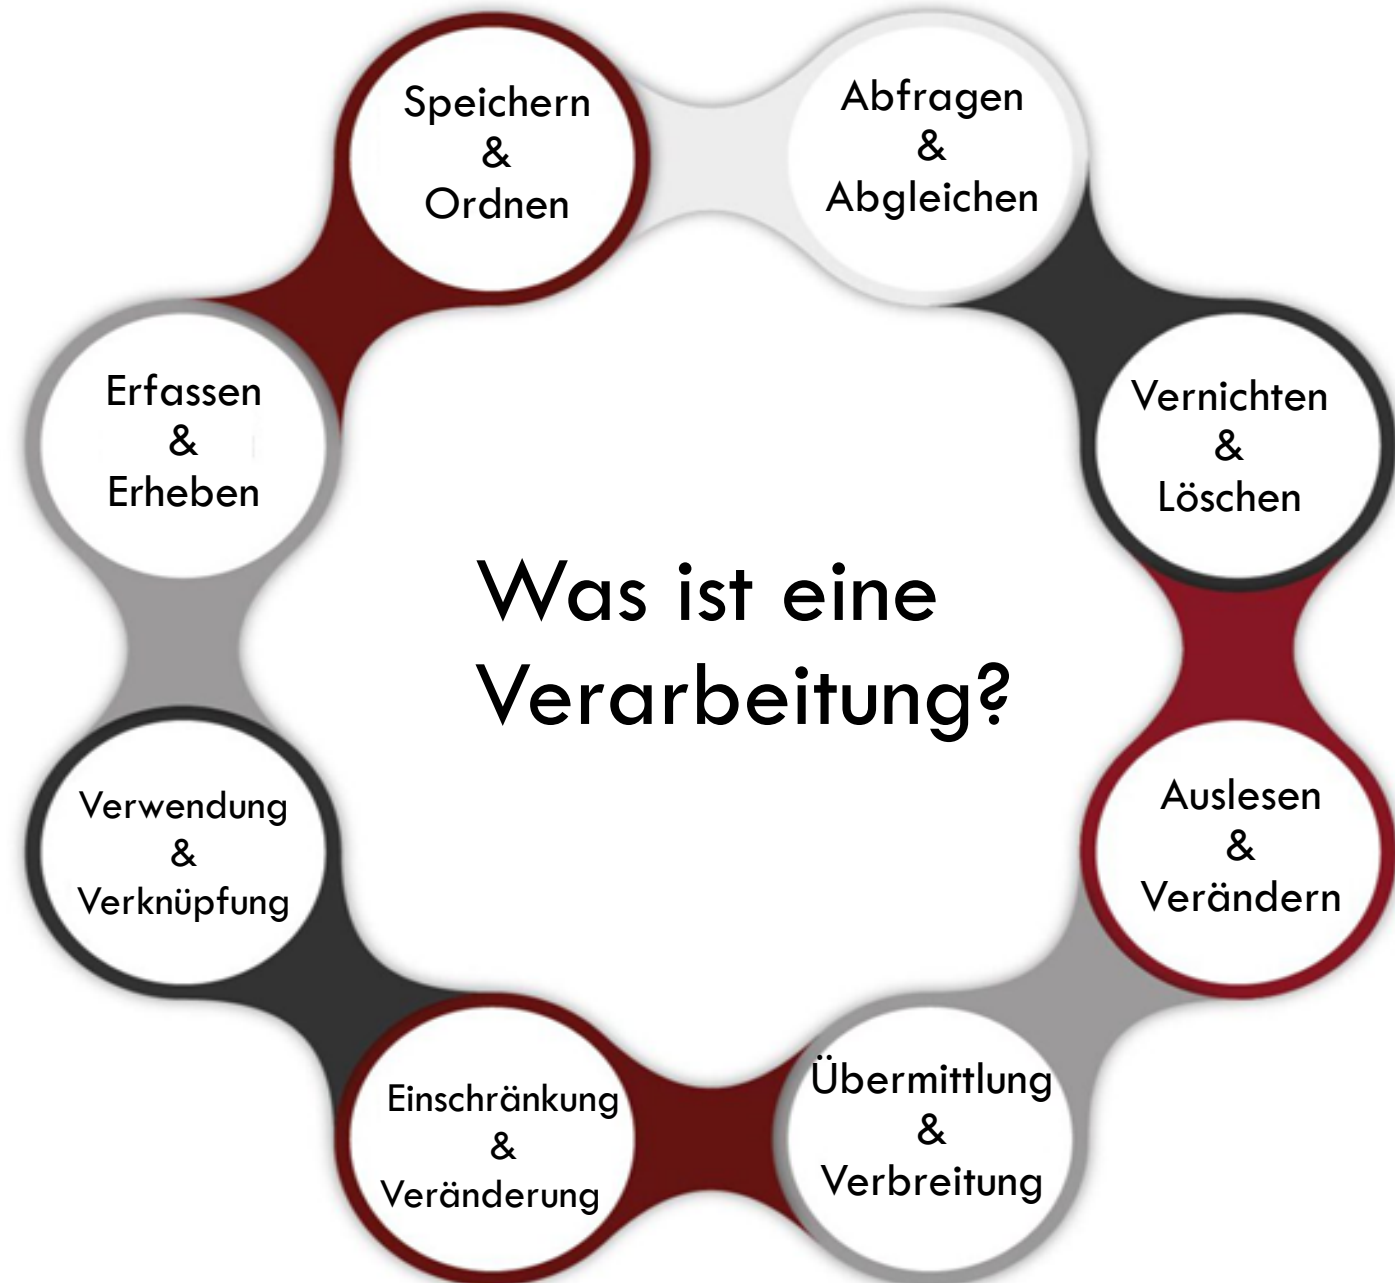 Speichern
&
Ordnen
Abfragen
&
Abgleichen
Erfassen
&
Erheben
Vernichten
&
Löschen
Was ist eine
Verarbeitung?
Verwendung
&
Verknüpfung
Auslesen
&
Verändern
Einschränkung
&
Veränderung
Übermittlung
&
Verbreitung